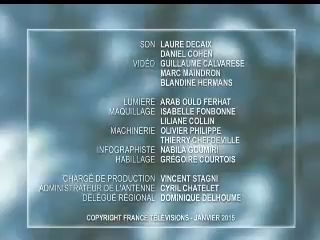 SON LAURE DECAIX
DANIEL COHEN
VIDÉO GUILLAUME CALVARESE
MARC MAINDRON
BLANDINE HERMANS
LUMIERE ARAB OULD FERHAT
MAQUILLAGE ISABELLE FONBONNE
LILIANE COLLIN
MACHINERIE OLIVIER PHILIPPE
THIERRY CHEFDEVILLE
INFOGRAPHISTE NABILA GOUMIRI
HABILLAGE GRÉGOIRE COURTOIS
CHARGÉ DE PRODUCTION VINCENT STAGNI
ADMINISTRATEUR DE L'ANTENNE CYRIL CHATELET
DÉLÉGUÉ RÉGIONAL DOMINIQUE DELHOUME
COPYRIGHT FRANCE TÉLÉVISIONS - JANVIER 2015